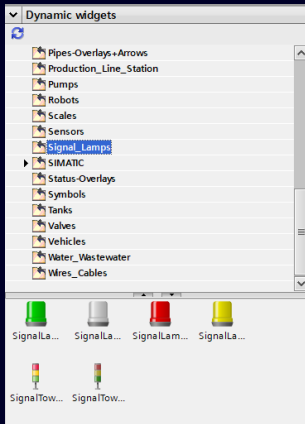 Dynamic widgets
Pipes-Overlays+Arrows
Production_Line_Station
Pumps
Robots
Scales
Sensors
Signal_Lamps
SIMATIC
Status-Overlays
Symbols
Tanks
Valves
Vehicles
Water_Wastewater
Wires_Cables
SignalLa... SignalLa... SignalLam... SignalLa...
SignalTow... SignalTow...